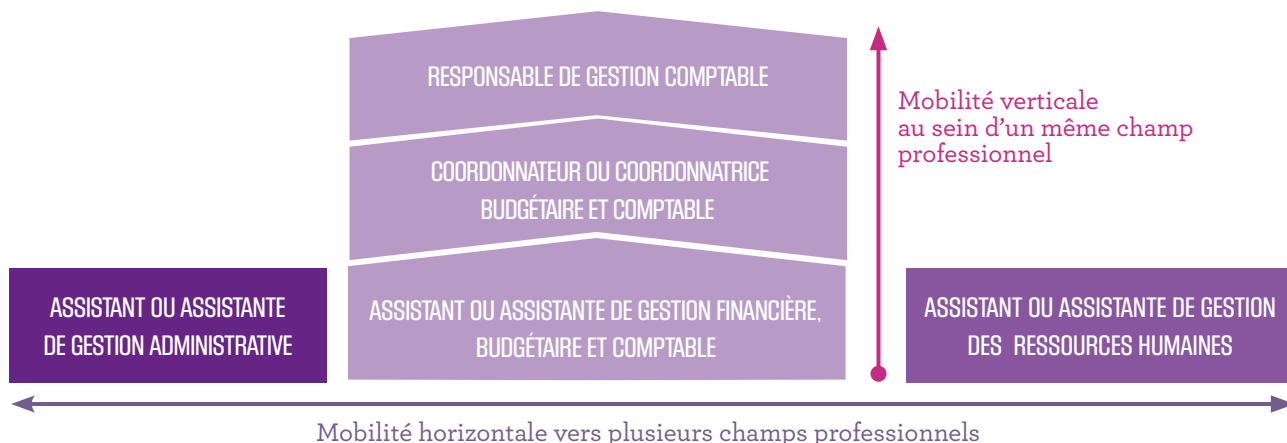 RESPONSABLE DE GESTION COMPTABLE
Mobilité verticale
au sein d'un même champ
professionnel
COORDONNATEUR OU COORDONNATRICE
BUDGÉTAIRE ET COMPTABLE
ASSISTANT OU ASSISTANTE
DE GESTION ADMINISTRATIVE
ASSISTANT OU ASSISTANTE DE GESTION FINANCIÈRE,
BUDGÉTAIRE ET COMPTABLE
ASSISTANT OU ASSISTANTE DE GESTION
DES RESSOURCES HUMAINES
Mobilité horizontale vers plusieurs champs professionnels